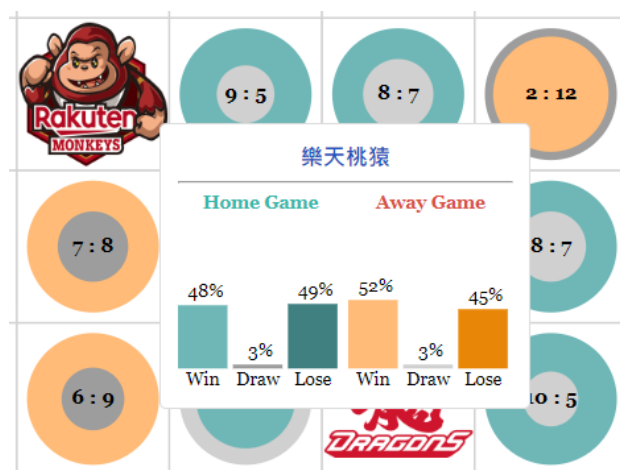 Rakuten
MONKEYS
9 : 5
8 : 7
2 : 12
樂天桃猿
Home Game Away Game
7 : 8
8 : 7
48%
3%
49%
52%
3%
45%
Win Draw Lose Win Draw Lose
6 : 9
10 : 5
DRAGONS